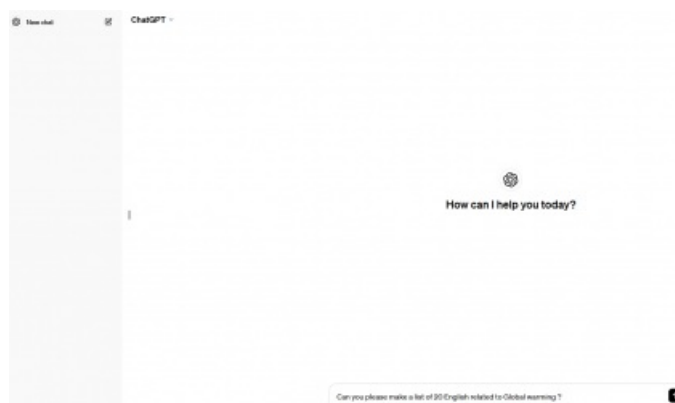 New chat
ChatGPT
How can I help you today?
Can you please make a list of 20 English related to Global warming ?